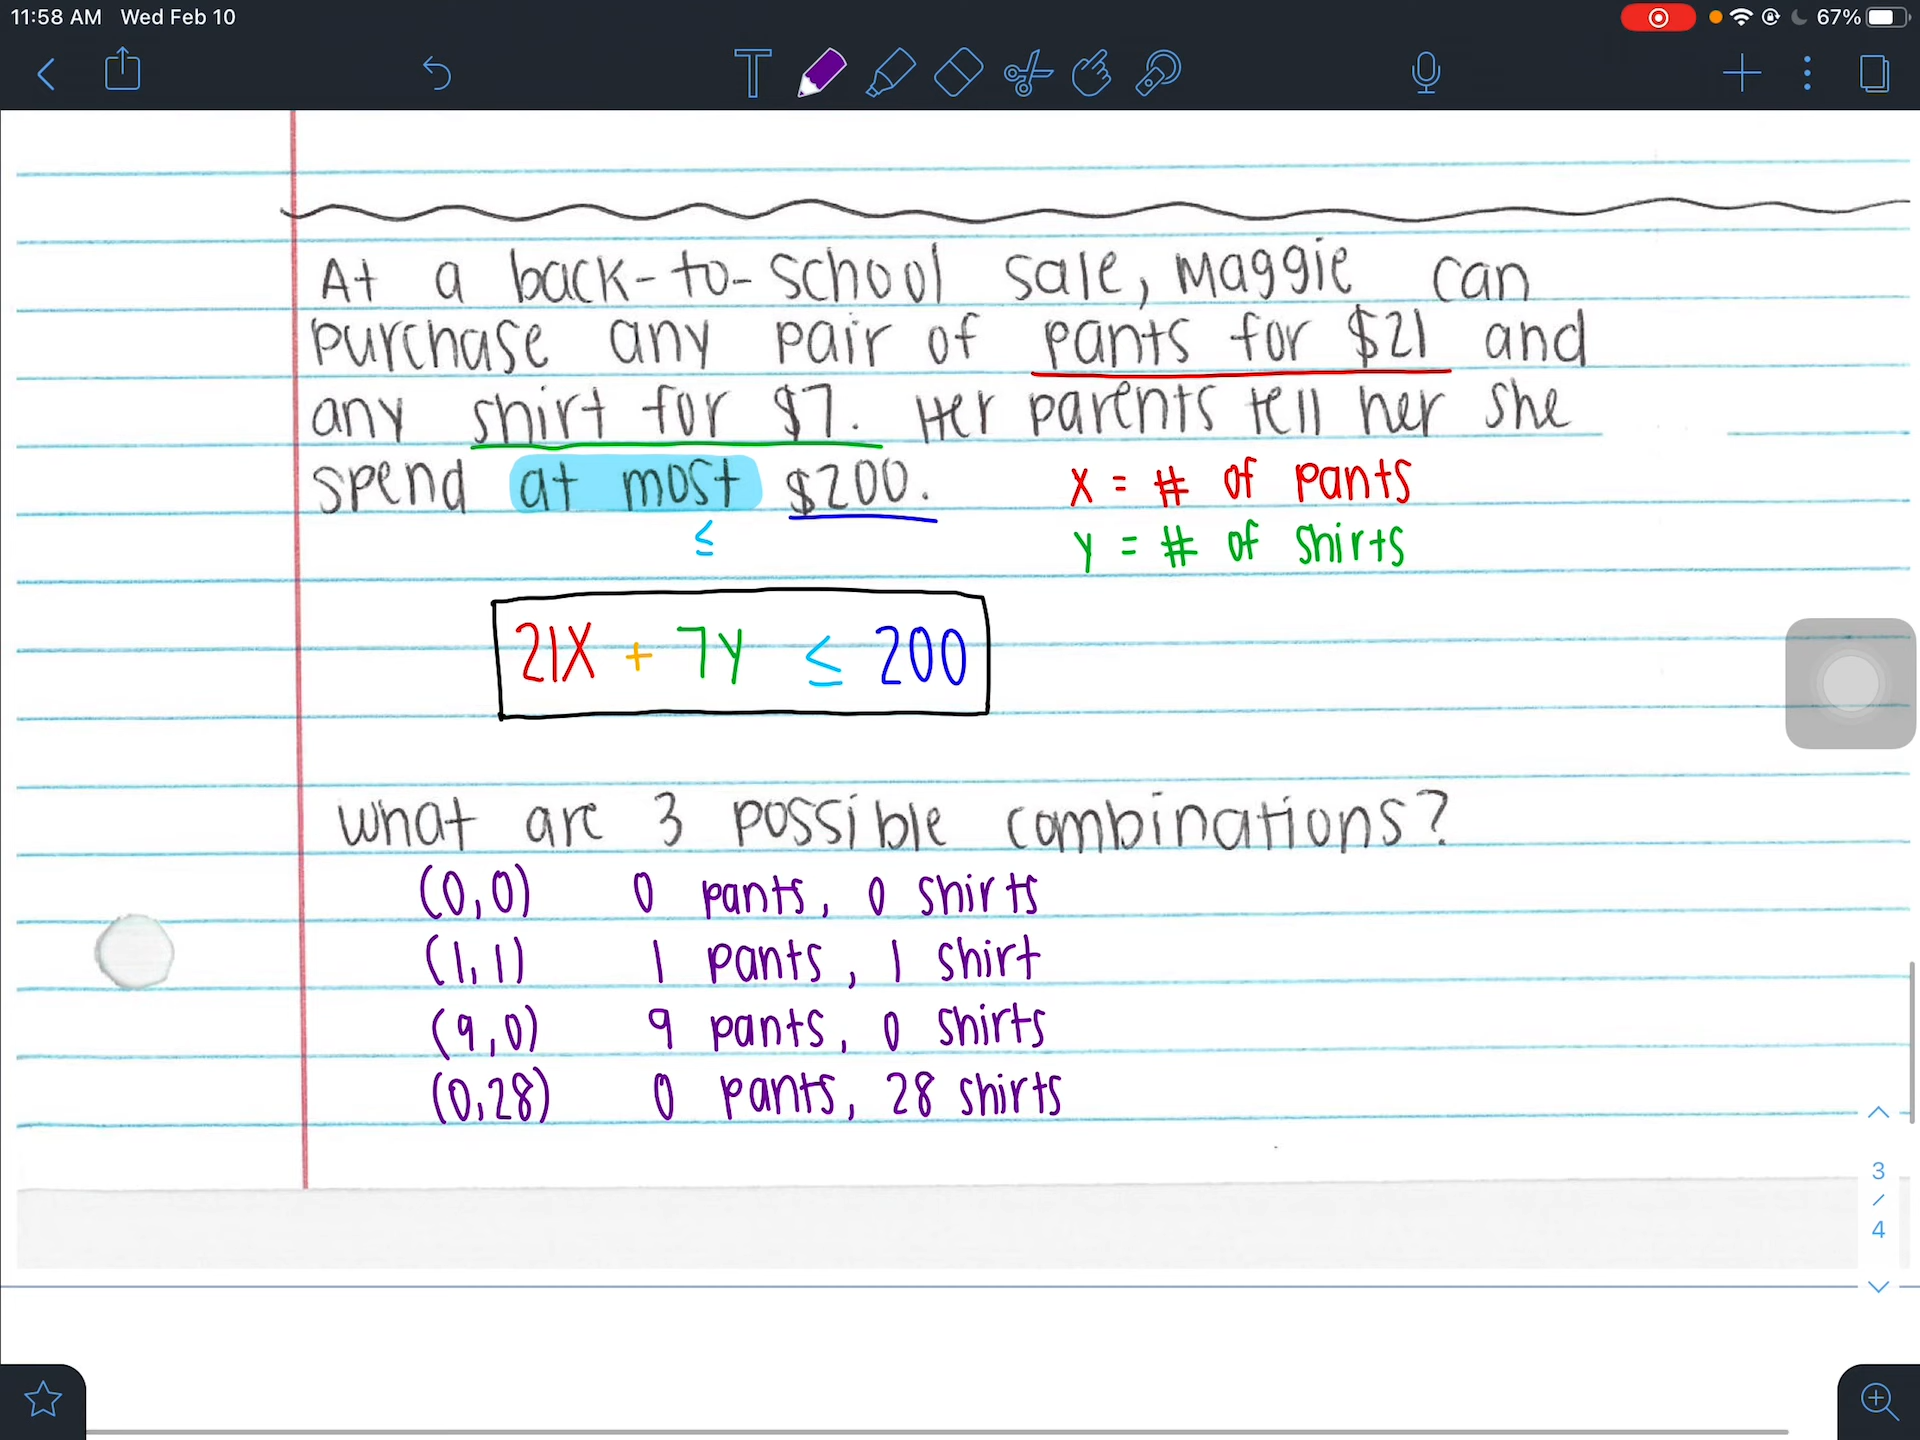 11:58 AM Wed Feb 10
67%
T
At a back-to-school sale, Maggie can
purchase any pair of pants for $21 and
any shirt for $7. Her parents tell her she
spend at most $200.
x = # of pants
≤
y = # of shirts
21x + 7y ≤ 200
What are 3 possible combinations?
(0,0) 0 pants, 0 shirts
(1,1) 1 pants, 1 shirt
(9,0) 9 pants, 0 shirts
(0,28) 0 pants, 28 shirts
3
/
4